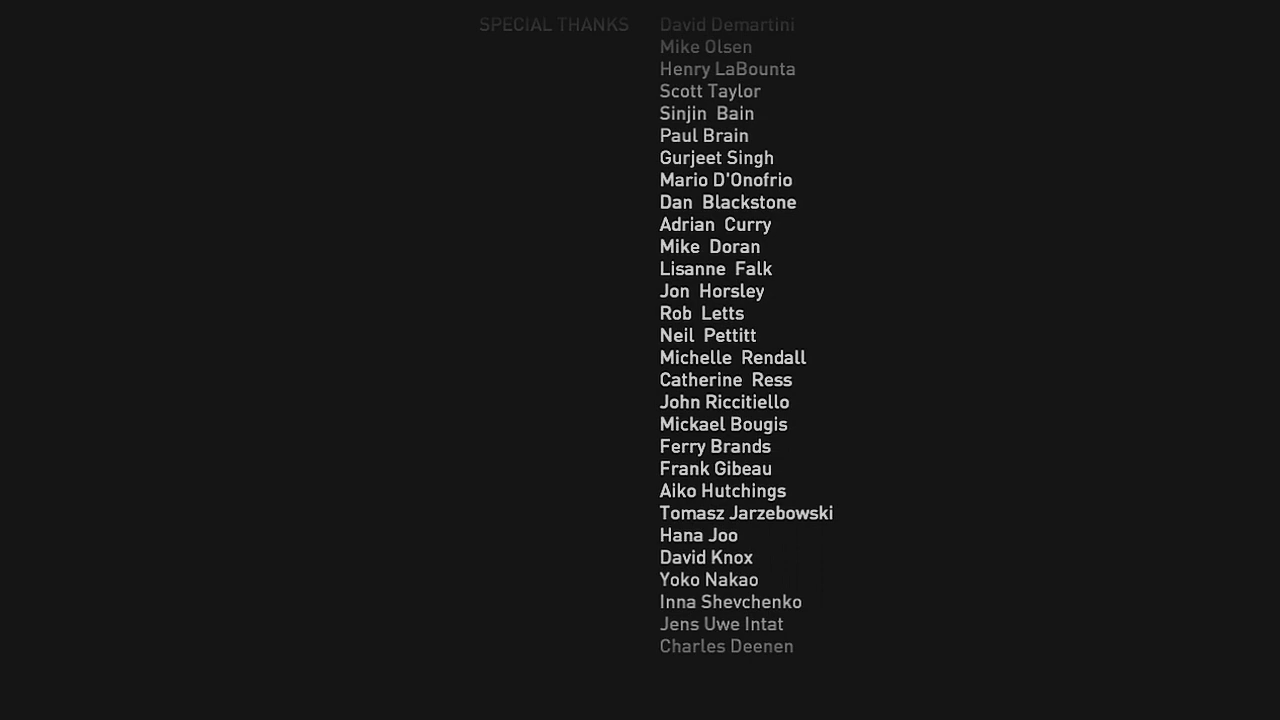 SPECIAL THANKS David Demartini
Mike Olsen
Henry LaBounta
Scott Taylor
Sinjin  Bain
Paul Brain
Gurjeet Singh
Mario D'Onofrio
Dan  Blackstone
Adrian  Curry
Mike  Doran
Lisanne  Falk
Jon  Horsley
Rob  Letts
Neil  Pettitt
Michelle  Rendall
Catherine  Ress
John Riccitiello
Mickael Bougis
Ferry Brands
Frank Gibeau
Aiko Hutchings
Tomasz Jarzebowski
Hana Joo
David Knox
Yoko Nakao
Inna Shevchenko
Jens Uwe Intat
Charles Deenen